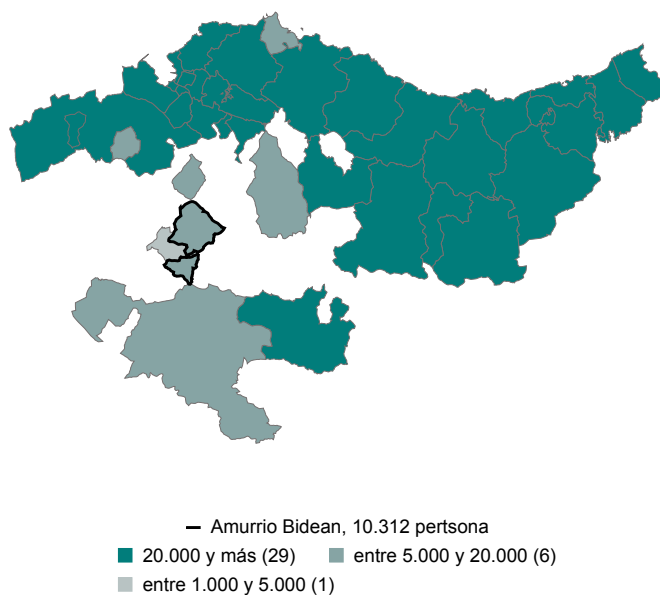 Amurrio Bidean, 10.312 pertsona
20.000 y más (29) entre 5.000 y 20.000 (6)
entre 1.000 y 5.000 (1)